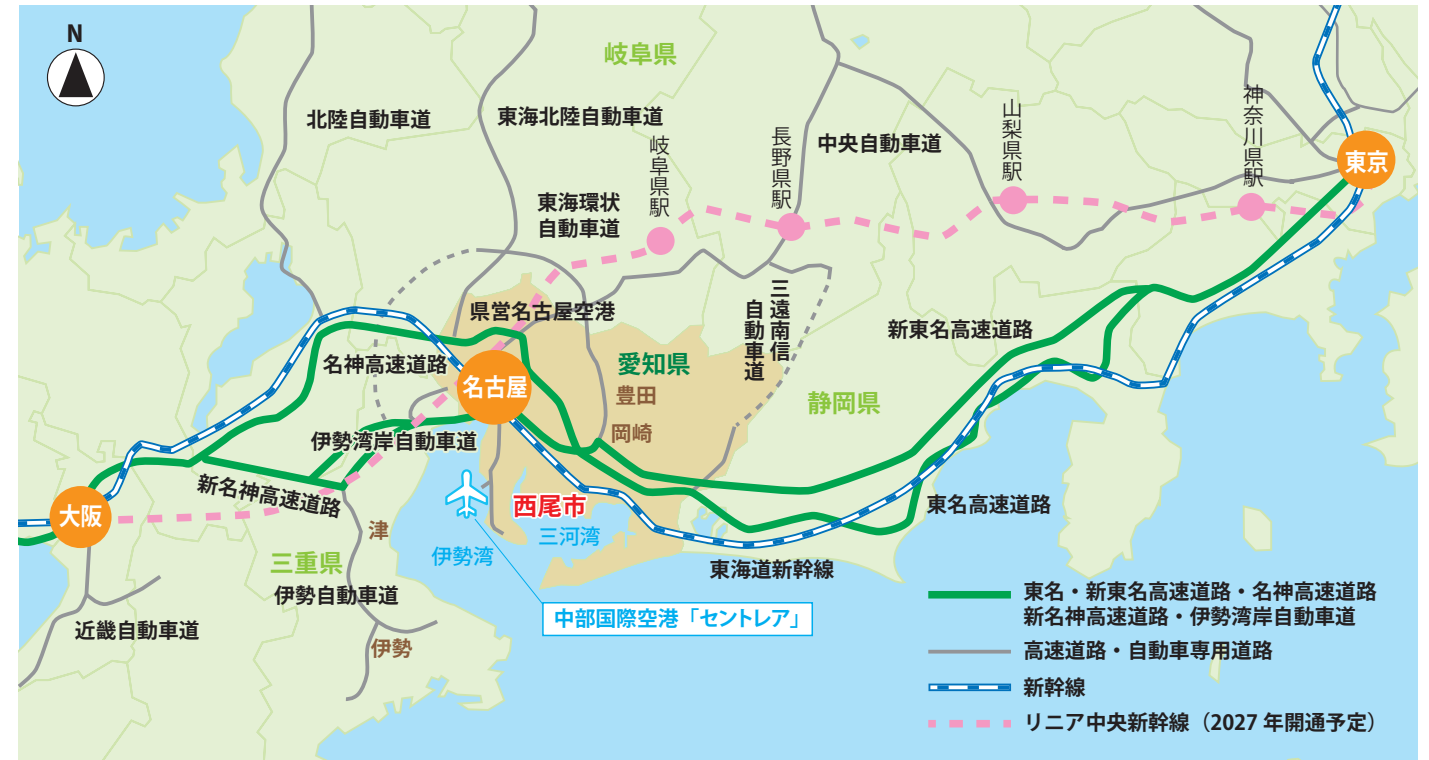 N
岐阜県
北陸自動車道
東海北陸自動車道
岐阜県駅
長野県駅
中央自動車道
山梨県駅
神奈川県駅
東京
東海環状
自動車道
県営名古屋空港
三遠南信
自動車道
新東名高速道路
名神高速道路
愛知県
名古屋
豊田
静岡県
岡崎
伊勢湾岸自動車道
新名神高速道路
大阪
西尾市
東名高速道路
津
三河湾
伊勢湾
三重県
東海道新幹線
伊勢自動車道
中部国際空港「セントレア」
近畿自動車道
伊勢
東名・新東名高速道路・名神高速道路
新名神高速道路・伊勢湾岸自動車道
高速道路・自動車専用道路
新幹線
リニア中央新幹線（2027 年開通予定）